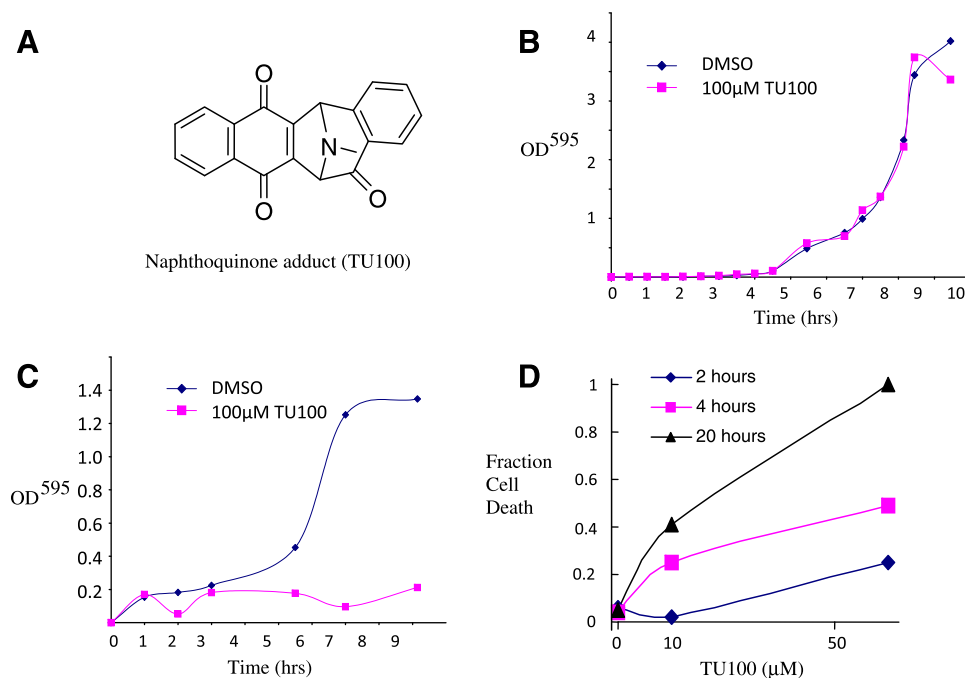 A
O
N
O
O
Naphthoquinone adduct (TU100)
B
DMSO
100µM TU100
OD595
4
3
2
1
0 1 2 3 4 5 6 7 8 9 10
Time (hrs)
C
DMSO
100µM TU100
OD595
1.4
1.2
1.0
0.8
0.6
0.4
0.2
0 1 2 3 4 5 6 7 8 9
Time (hrs)
D
2 hours
4 hours
20 hours
Fraction
Cell
Death
1
0.8
0.6
0.4
0.2
0
0 10 50
TU100 (µM)